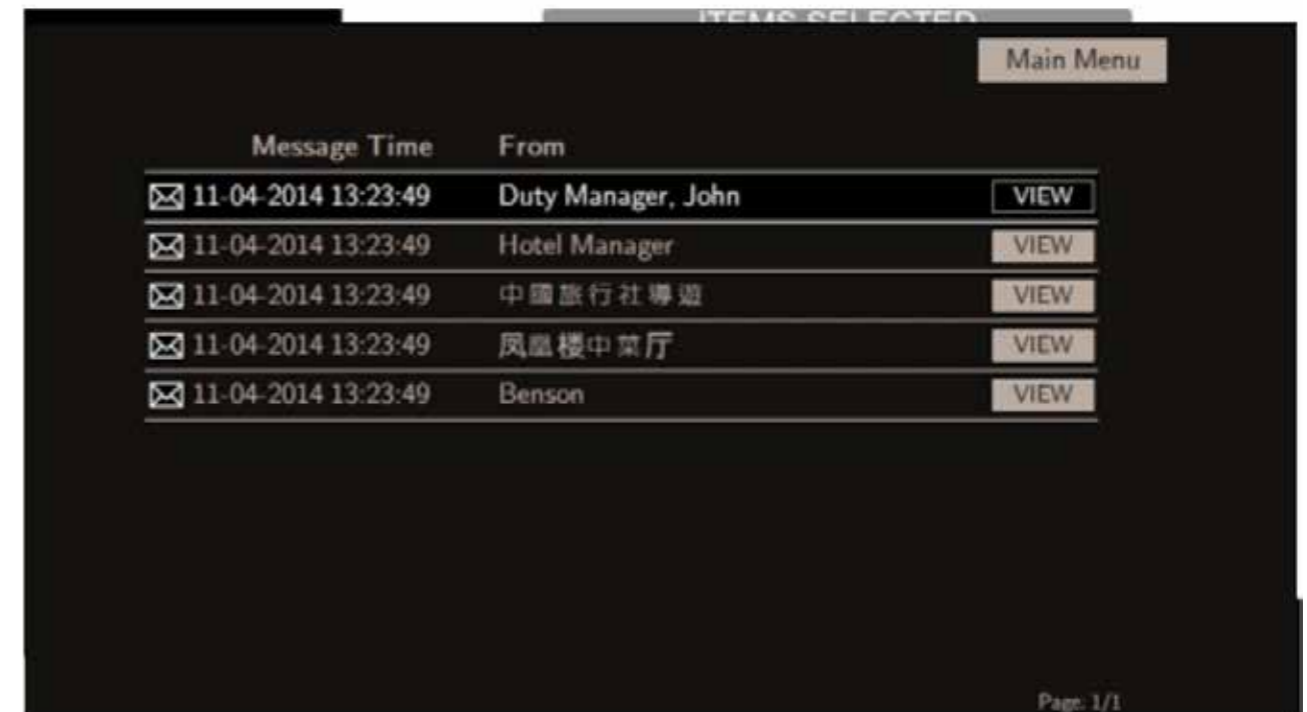 ITEMS SELECTED
Main Menu
Message Time From
11-04-2014 13:23:49 Duty Manager, John VIEW
11-04-2014 13:23:49 Hotel Manager VIEW
11-04-2014 13:23:49 中國旅行社導遊 VIEW
11-04-2014 13:23:49 凤凰楼中菜厅 VIEW
11-04-2014 13:23:49 Benson VIEW
Page: 1/1